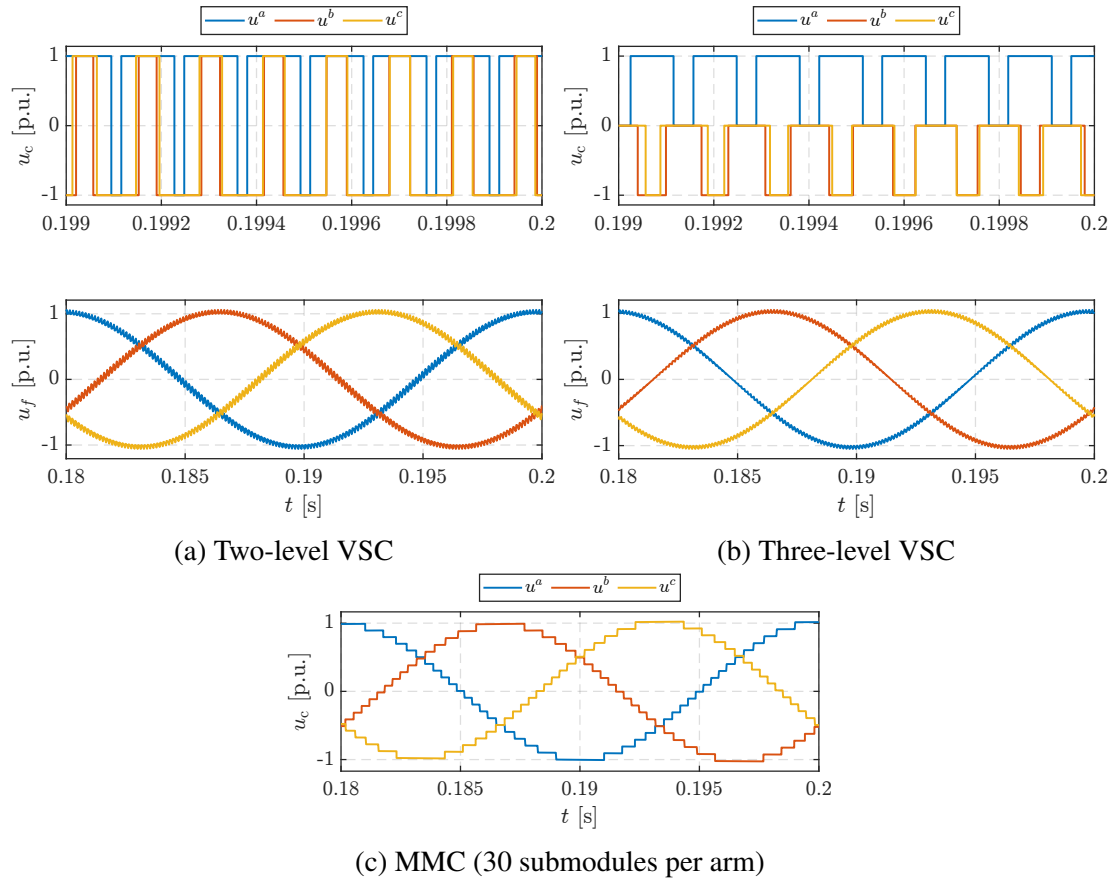 u^a u^b u^c
u_c [p.u.]
1
0
-1
0.199 0.1992 0.1994 0.1996 0.1998 0.2
u_f [p.u.]
1
0
-1
0.18 0.185 0.19 0.195 0.2
t [s]
(a) Two-level VSC
u^a u^b u^c
u_c [p.u.]
1
0
-1
0.199 0.1992 0.1994 0.1996 0.1998 0.2
u_f [p.u.]
1
0
-1
0.18 0.185 0.19 0.195 0.2
t [s]
(b) Three-level VSC
u^a u^b u^c
u_c [p.u.]
1
0
-1
0.18 0.185 0.19 0.195 0.2
t [s]
(c) MMC (30 submodules per arm)